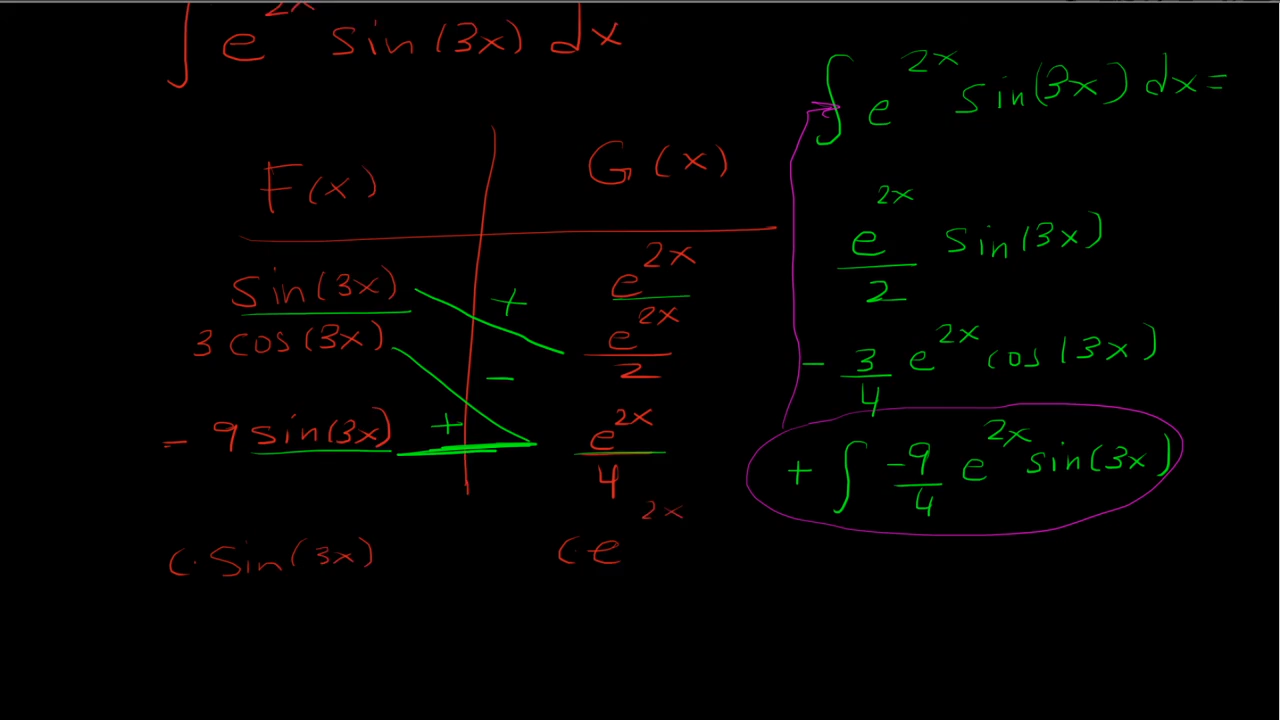 ∫ e^2x sin(3x) dx
F(x) G(x)
sin(3x) + e^2x
3 cos(3x) - e^2x/2
- 9 sin(3x) + e^2x/4
C· sin(3x) C· e^2x
∫ e^2x sin(3x) dx =
e^2x/2 sin(3x)
- 3/4 e^2x cos(3x)
+ ∫ -9/4 e^2x sin(3x)